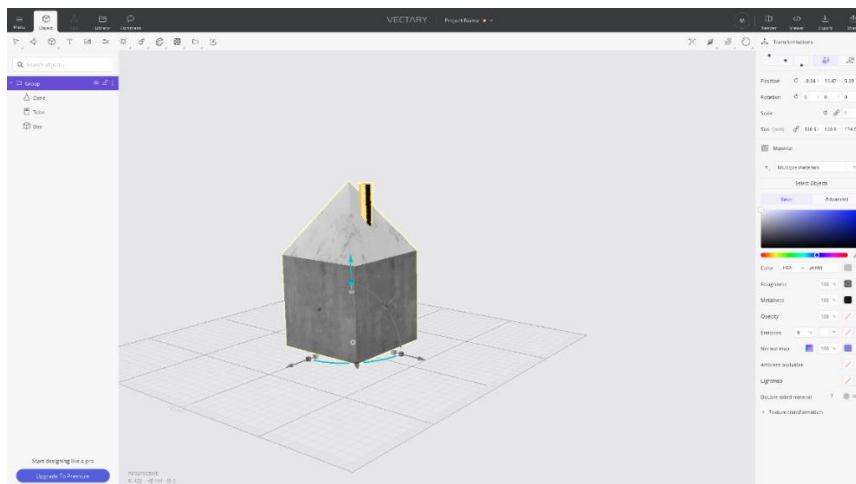 VECTARY
Project Name
Menu
Object
Library
Comment
Render
Viewer
Export
Search object...
Group
Cone
Tube
Box
Transformations
Position
Rotation
Scale
Size (mm)
Material
Multiple materials
Select Objects
Basic
Advanced
Color HEX
Roughness 100 %
Metalness 100 %
Opacity 100 %
Emission
Normal map 100 %
Ambient occlusion
Lightmap
Double sided material
Texture transformation
Start designing like a pro
Upgrade To Premium
PERSPECTIVE